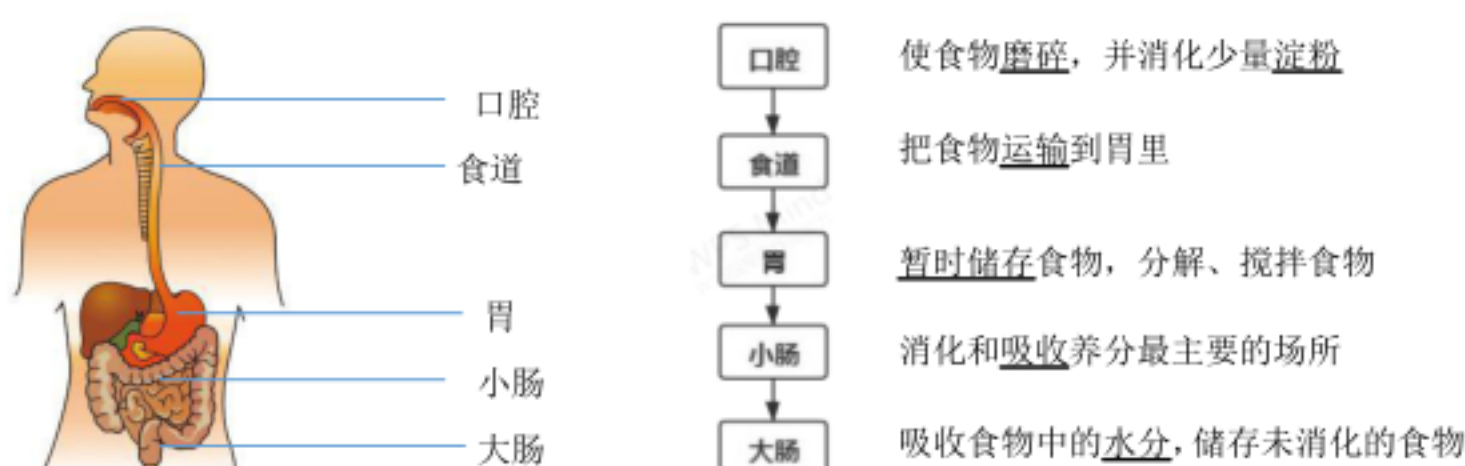 口腔
食道
胃
小肠
大肠
口腔
使食物磨碎，并消化少量淀粉
食道
把食物运输到胃里
胃
暂时储存食物，分解、搅拌食物
小肠
消化和吸收养分最主要的场所
大肠
吸收食物中的水分，储存未消化的食物